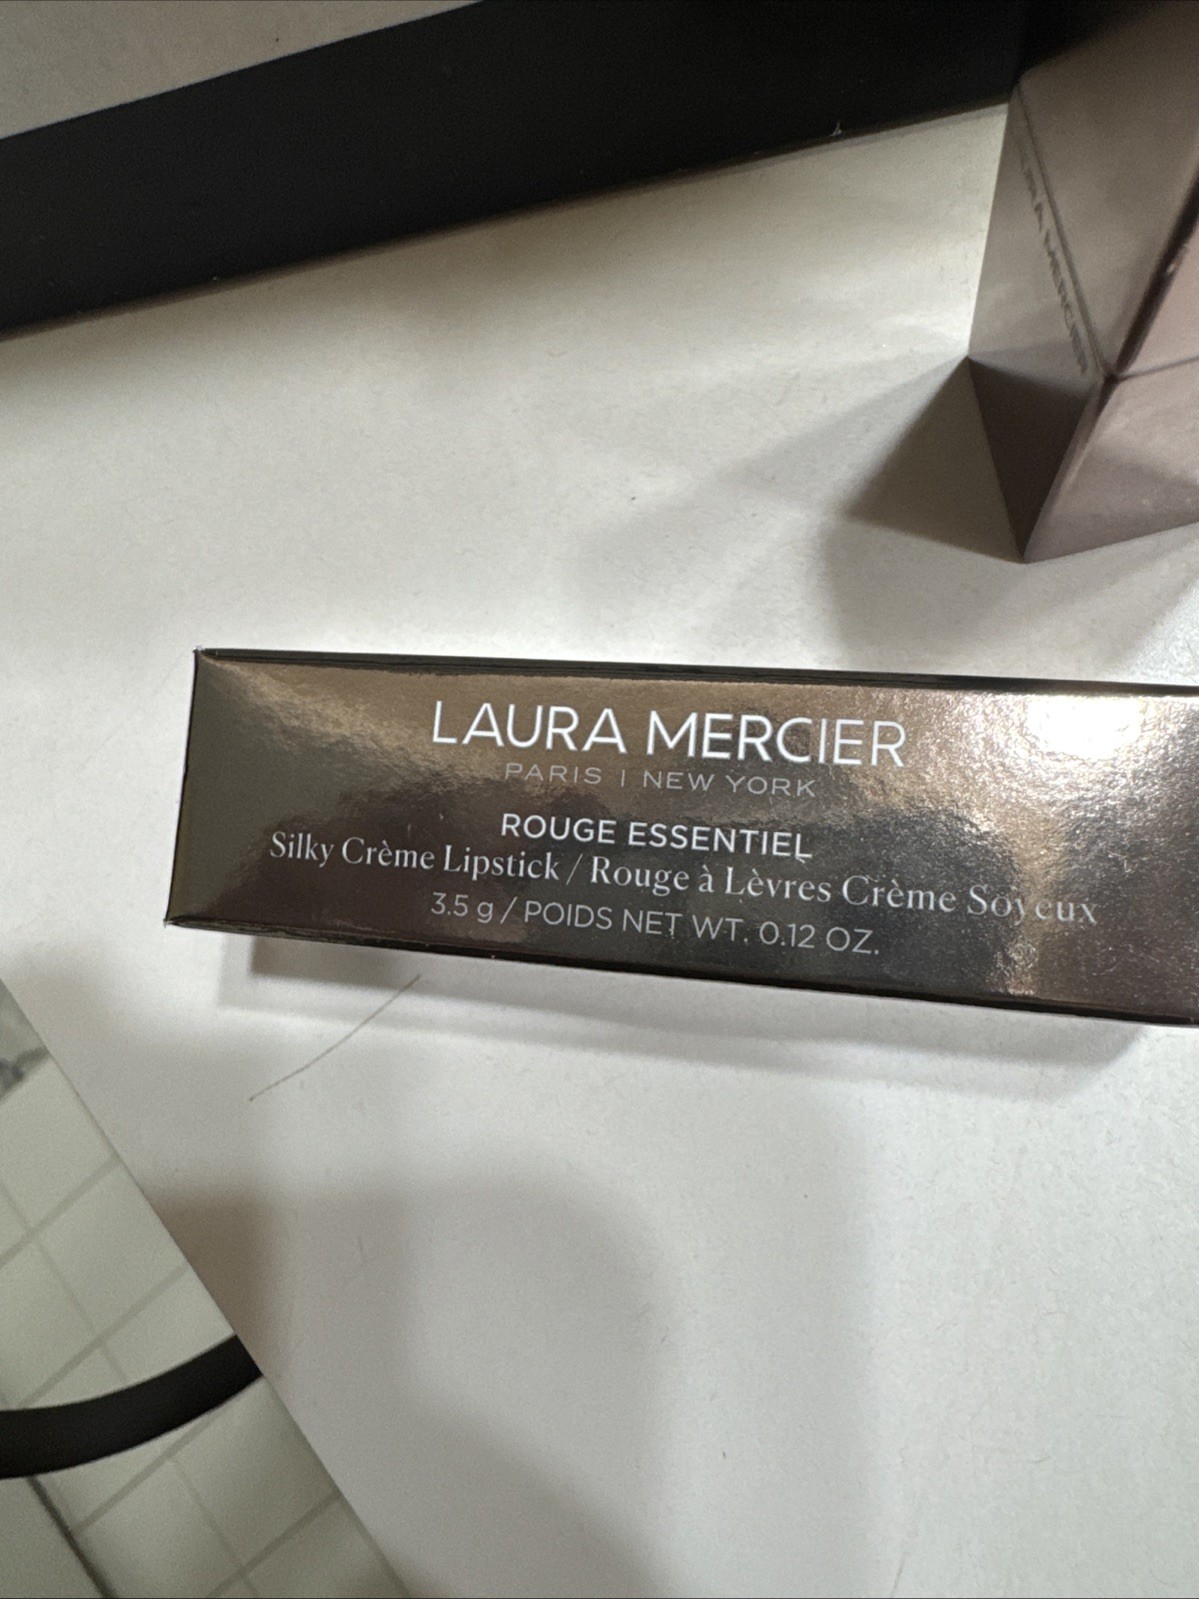 LAURA MERCIER
PARIS | NEW YORK
ROUGE ESSENTIEL
Silky Crème Lipstick / Rouge à Lèvres Crème Soyeux
3.5 g / POIDS NET WT. 0.12 OZ.
MERCIER